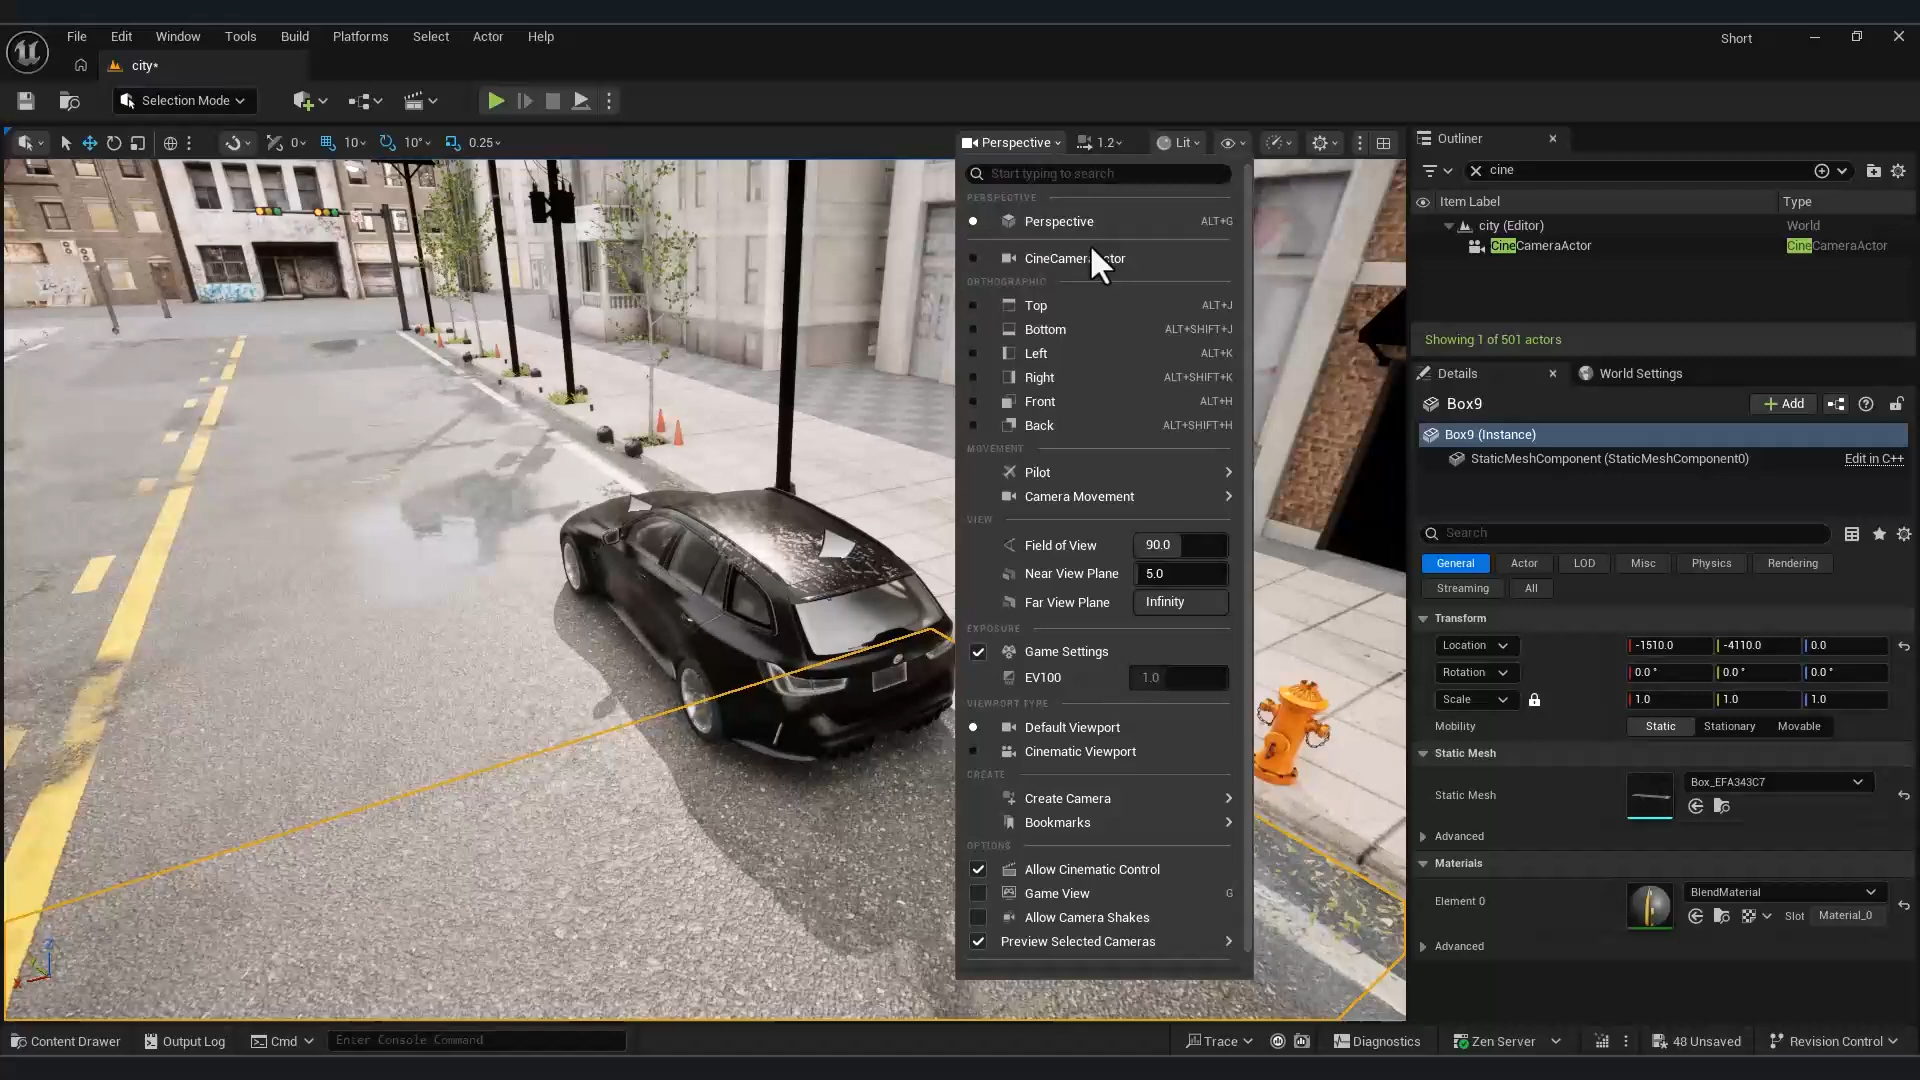 File Edit Window Tools Build Platforms Select Actor Help Short
city*
Selection Mode
0 10 10° 0.25 Perspective 1.2 Lit
Start typing to search
PERSPECTIVE
Perspective ALT+G
CineCameraActor
ORTHOGRAPHIC
Top ALT+J
Bottom ALT+SHIFT+J
Left ALT+K
Right ALT+SHIFT+K
Front ALT+H
Back ALT+SHIFT+H
MOVEMENT
Pilot
Camera Movement
VIEW
Field of View 90.0
Near View Plane 5.0
Far View Plane Infinity
EXPOSURE
Game Settings
EV100 1.0
VIEWPORT TYPE
Default Viewport
Cinematic Viewport
CREATE
Create Camera
Bookmarks
OPTIONS
Allow Cinematic Control
Game View G
Allow Camera Shakes
Preview Selected Cameras
Outliner
cine
Item Label Type
city (Editor) World
CineCameraActor CineCameraActor
Showing 1 of 501 actors
Details World Settings
Box9 Add
Box9 (Instance)
StaticMeshComponent (StaticMeshComponent0) Edit in C++
Search
General Actor LOD Misc Physics Rendering
Streaming All
Transform
Location -1510.0 -4110.0 0.0
Rotation 0.0 ° 0.0 ° 0.0 °
Scale 1.0 1.0 1.0
Mobility Static Stationary Movable
Static Mesh
Static Mesh Box_EFA343C7
Advanced
Materials
Element 0 BlendMaterial
Slot Material_0
Advanced
Z
X
Content Drawer Output Log Cmd Enter Console Command Trace Diagnostics Zen Server 48 Unsaved Revision Control